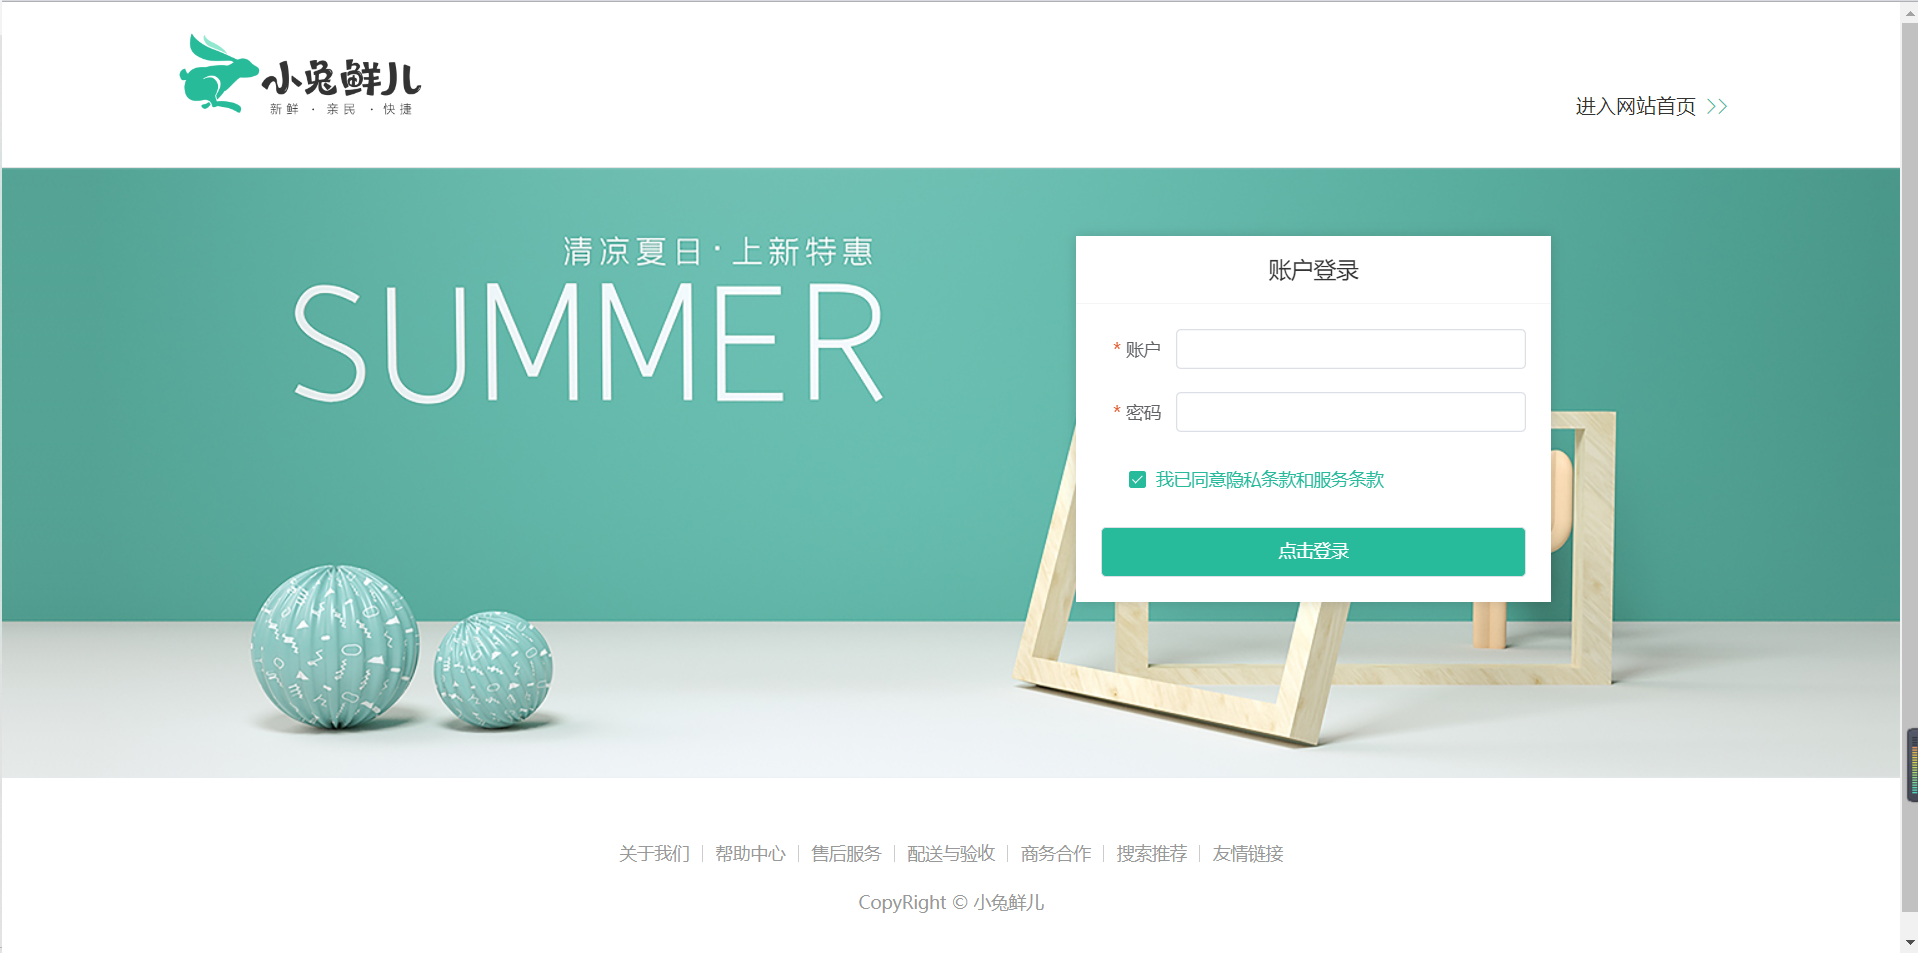 小兔鲜儿
新鲜 · 亲民 · 快捷
进入网站首页 >>
清凉夏日·上新特惠
SUMMER
账户登录
* 账户
* 密码
我已同意隐私条款和服务条款
点击登录
关于我们 | 帮助中心 | 售后服务 | 配送与验收 | 商务合作 | 搜索推荐 | 友情链接
CopyRight © 小兔鲜儿